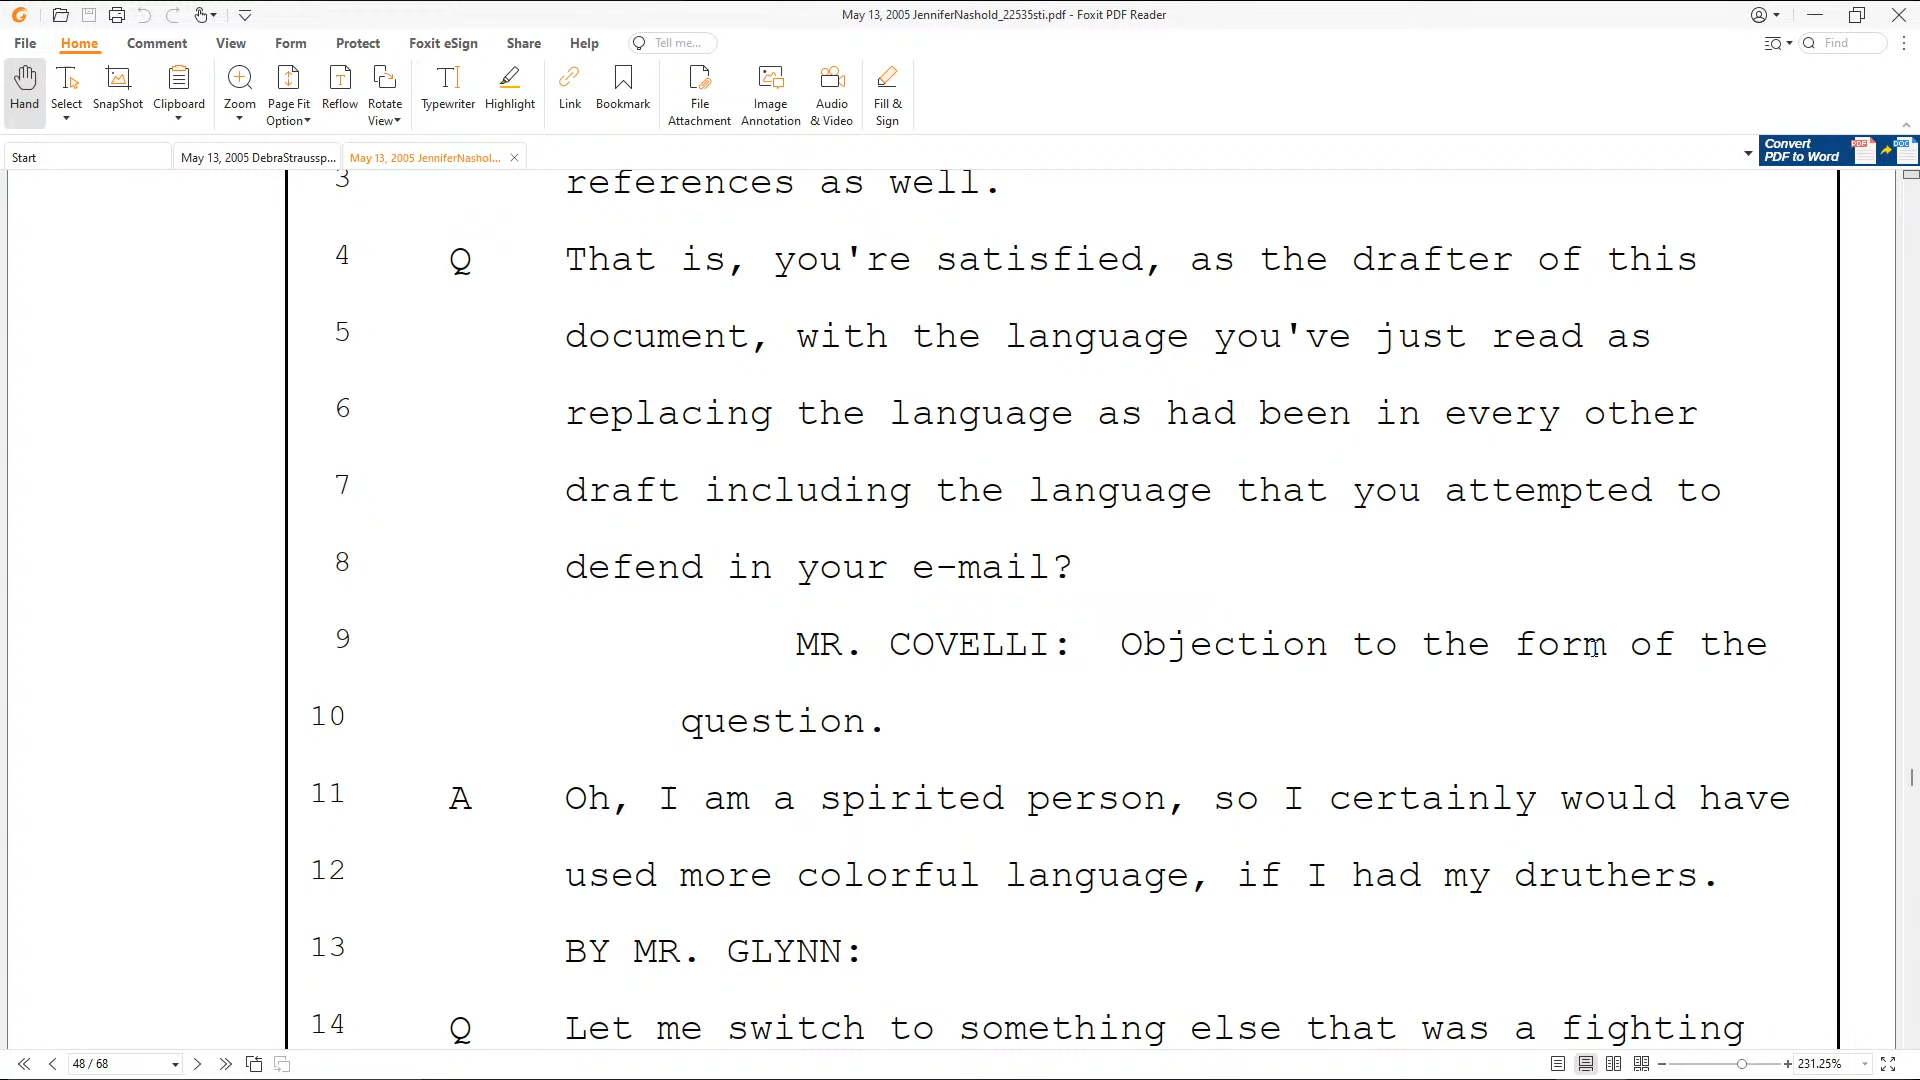 May 13, 2005 JenniferNashold_22535sti.pdf - Foxit PDF Reader
File Home Comment View Form Protect Foxit eSign Share Help Tell me... Find
Hand Select SnapShot Clipboard Zoom Page Fit Option Reflow Rotate View Typewriter Highlight Link Bookmark File Attachment Image Annotation Audio & Video Fill & Sign
Start May 13, 2005 DebraStraussp... May 13, 2005 JenniferNashol... Convert PDF to Word PDF DOC
3 references as well.
4 Q That is, you're satisfied, as the drafter of this
5 document, with the language you've just read as
6 replacing the language as had been in every other
7 draft including the language that you attempted to
8 defend in your e-mail?
9 MR. COVELLI: Objection to the form of the
10 question.
11 A Oh, I am a spirited person, so I certainly would have
12 used more colorful language, if I had my druthers.
13 BY MR. GLYNN:
14 Q Let me switch to something else that was a fighting
48 / 68 231.25%